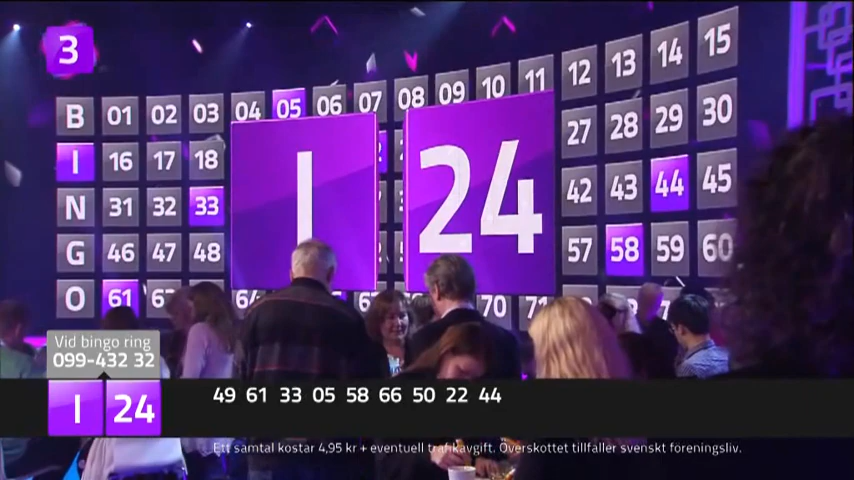 3
B 01 02 03 04 05 06 07 08 09 10 11 12 13 14 15
I 16 17 18 27 28 29 30
N 31 32 33 42 43 44 45
G 46 47 48 57 58 59 60
O 61 64 70 71
I 24
Vid bingo ring
099-432 32
I 24
49 61 33 05 58 66 50 22 44
Ett samtal kostar 4,95 kr + eventuell trafikavgift. Överskottet tillfaller svenskt föreningsliv.